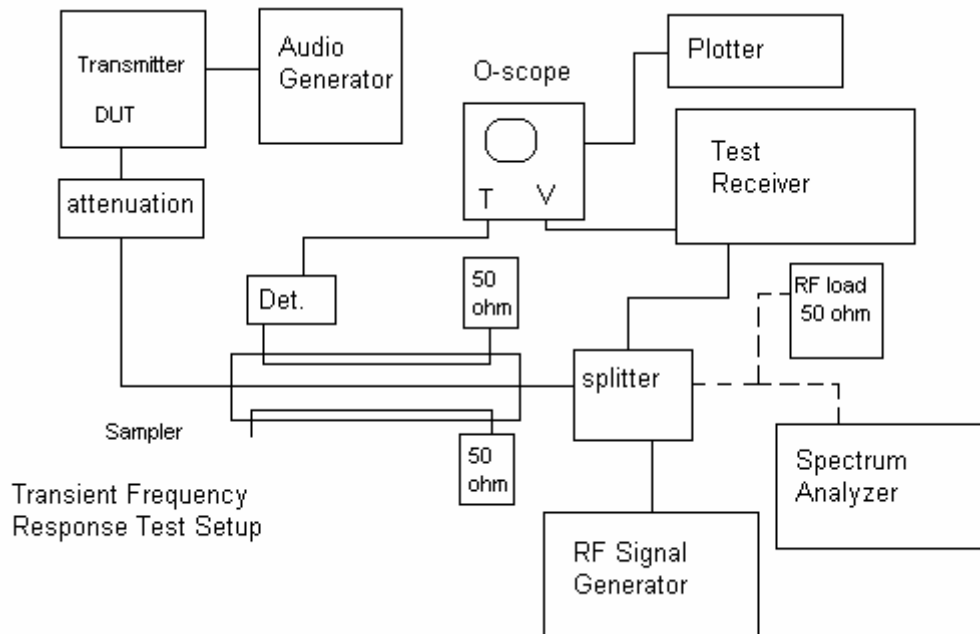 Transmitter
DUT
Audio
Generator
O-scope
T V
Plotter
Test
Receiver
attenuation
Det.
50
ohm
RF load
50 ohm
splitter
Sampler
50
ohm
Spectrum
Analyzer
Transient Frequency
Response Test Setup
RF Signal
Generator